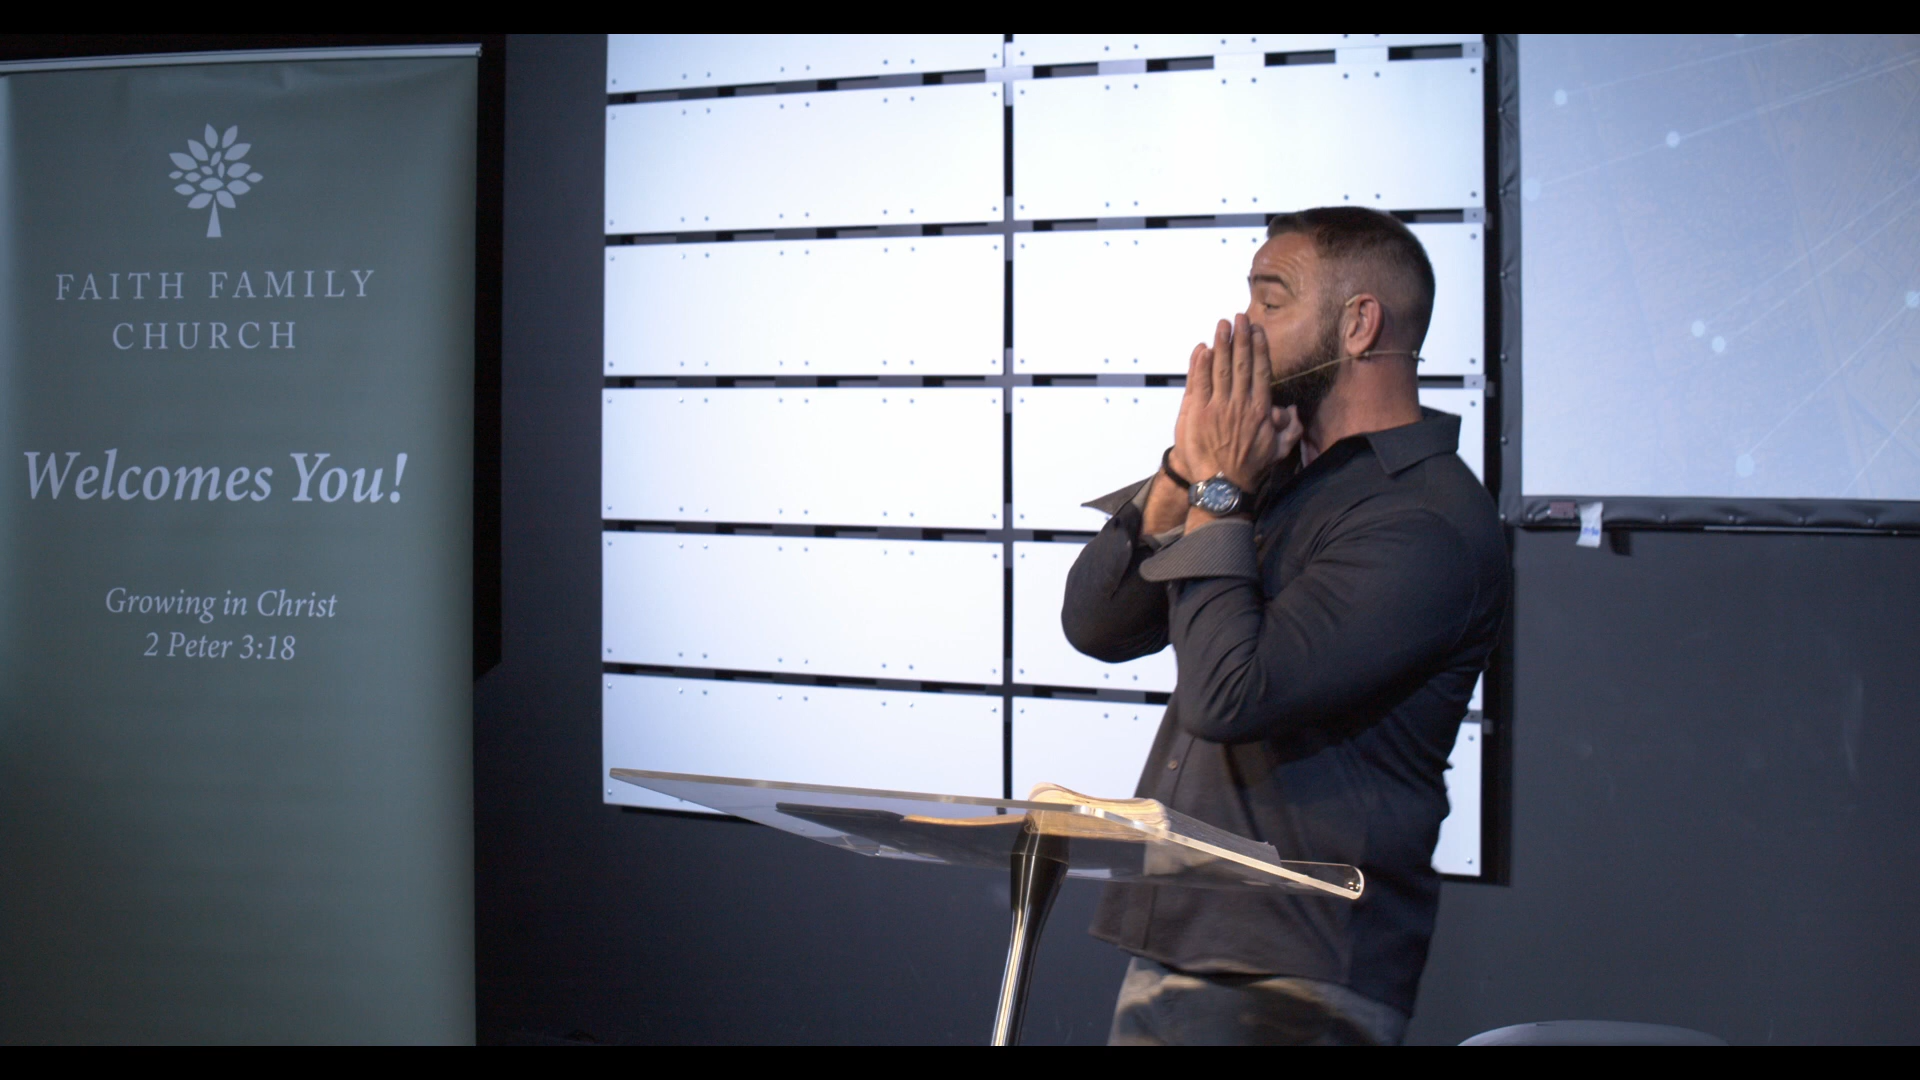 FAITH FAMILY
CHURCH
Welcomes You!
Growing in Christ
2 Peter 3:18